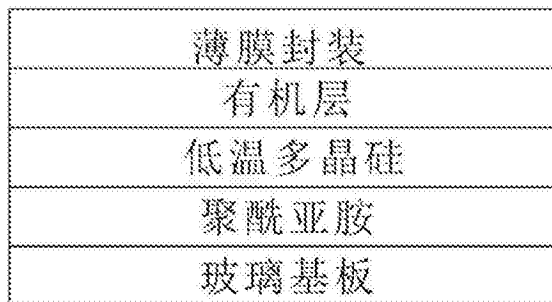 薄膜封装
有机层
低温多晶硅
聚酰亚胺
玻璃基板